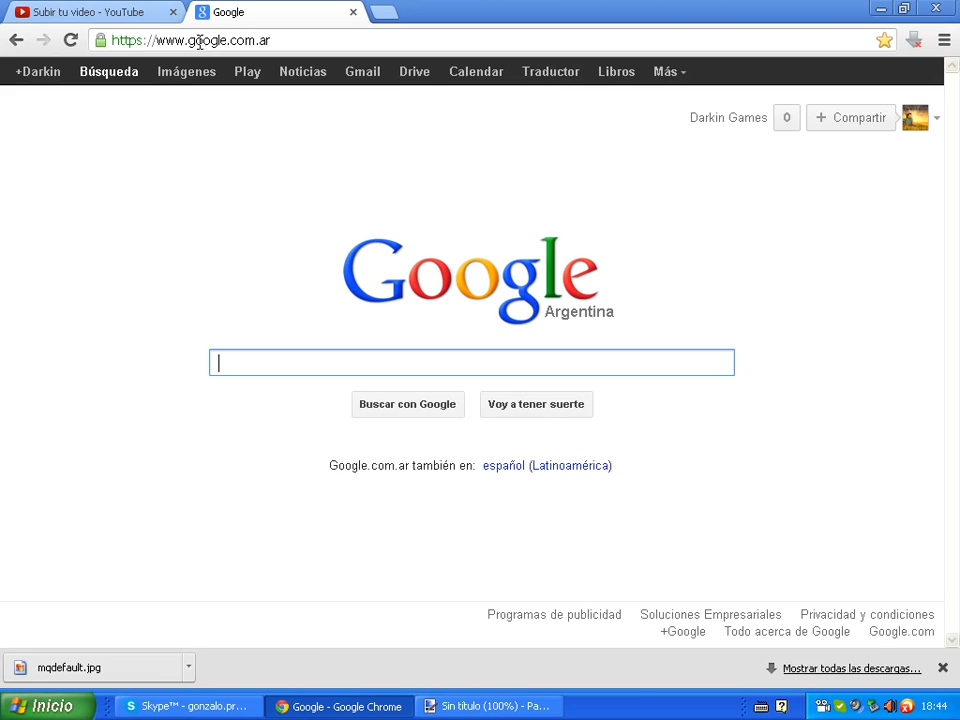 Subir tu video - YouTube
Google
https://www.google.com.ar
+Darkin Búsqueda Imágenes Play Noticias Gmail Drive Calendar Traductor Libros Más
Darkin Games 0 + Compartir
Google
Argentina
Buscar con Google Voy a tener suerte
Google.com.ar también en: español (Latinoamérica)
Programas de publicidad Soluciones Empresariales Privacidad y condiciones
+Google Todo acerca de Google Google.com
mqdefault.jpg Mostrar todas las descargas...
Inicio Skype™ - gonzalo.pr... Google - Google Chrome Sin título (100%) - Pa... 18:44